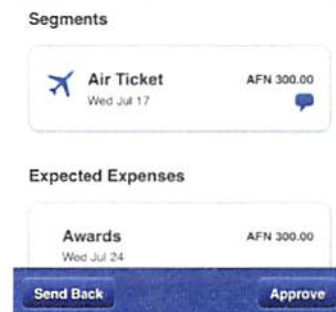 Segments
Air Ticket
AFN 300.00
Wed Jul 17
Expected Expenses
Awards
AFN 300.00
Wed Jul 24
Send Back
Approve